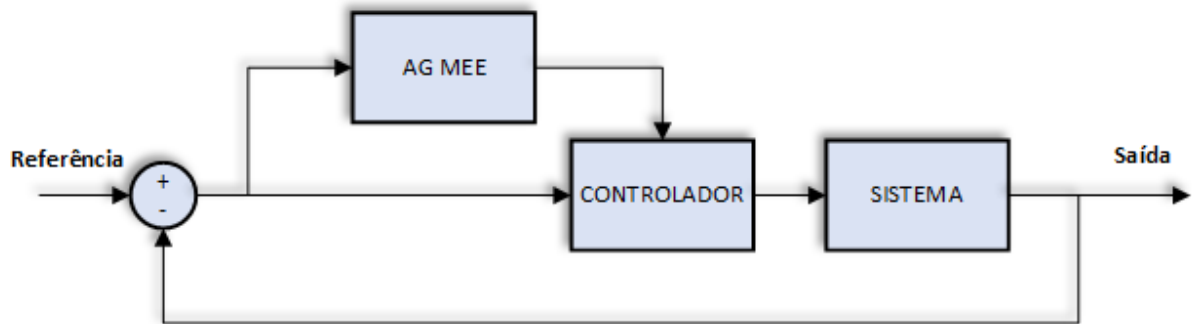 AG MEE
Referência
Saída
+
-
CONTROLADOR
SISTEMA